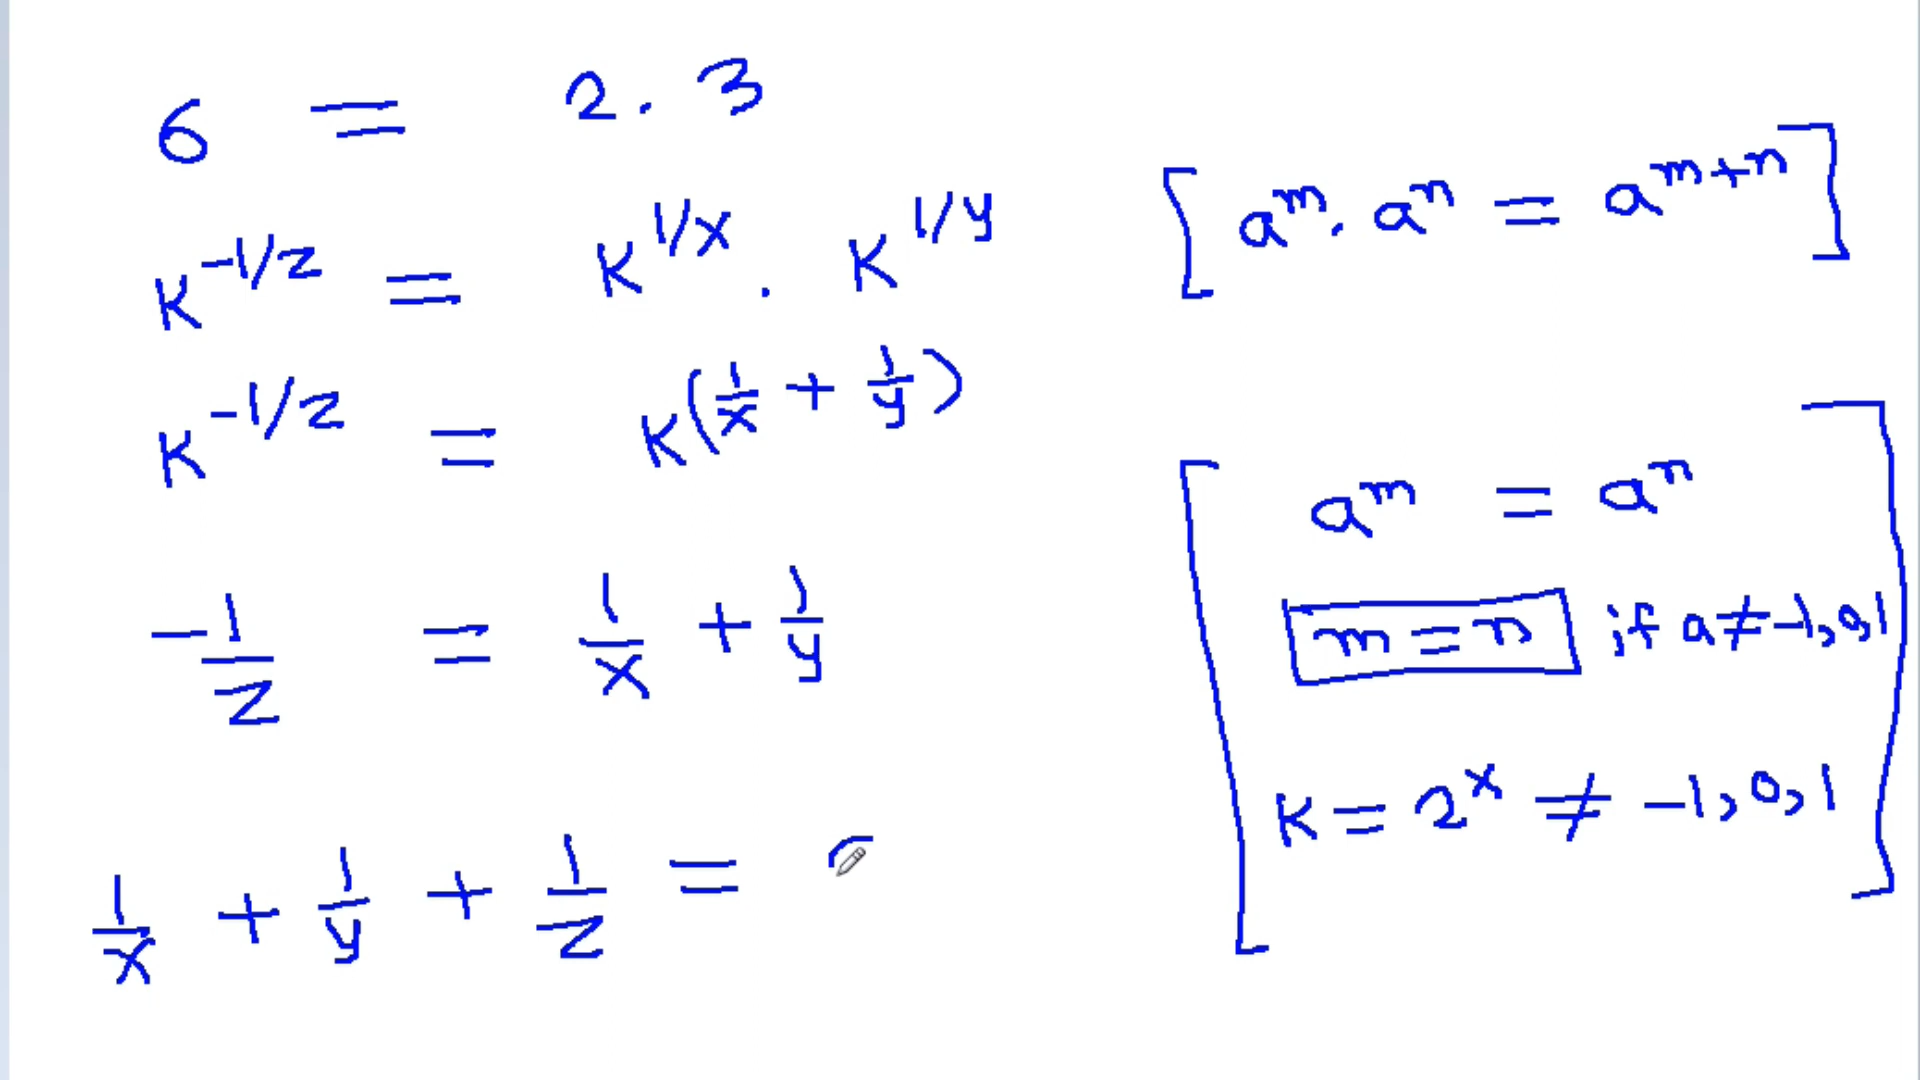 6 = 2 . 3
K^{-1/z} = K^{1/x} . K^{1/y}
K^{-1/z} = K^{(1/x + 1/y)}
-1/z = 1/x + 1/y
1/x + 1/y + 1/z =
[a^m . a^n = a^{m+n}]
[a^m = a^n
m = n if a ≠ -1, 0, 1
K = 2^x ≠ -1, 0, 1]